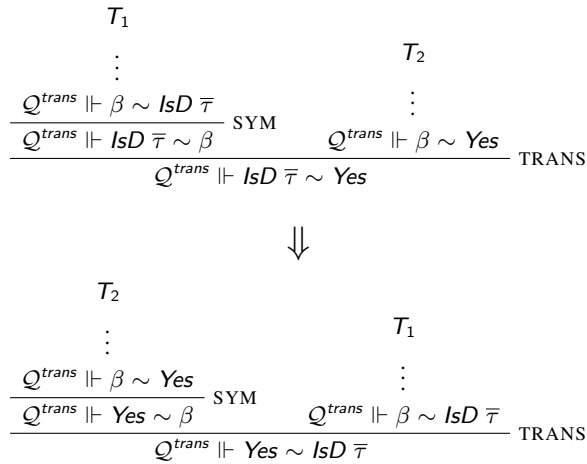 T₁
⋮
T₂
⋮
𝒬ᵗʳᵃⁿˢ ⊩ β ∼ IsD τ̅
SYM
𝒬ᵗʳᵃⁿˢ ⊩ IsD τ̅ ∼ β
𝒬ᵗʳᵃⁿˢ ⊩ β ∼ Yes
TRANS
𝒬ᵗʳᵃⁿˢ ⊩ IsD τ̅ ∼ Yes
⇓
T₂
⋮
T₁
⋮
𝒬ᵗʳᵃⁿˢ ⊩ β ∼ Yes
SYM
𝒬ᵗʳᵃⁿˢ ⊩ Yes ∼ β
𝒬ᵗʳᵃⁿˢ ⊩ β ∼ IsD τ̅
TRANS
𝒬ᵗʳᵃⁿˢ ⊩ Yes ∼ IsD τ̅